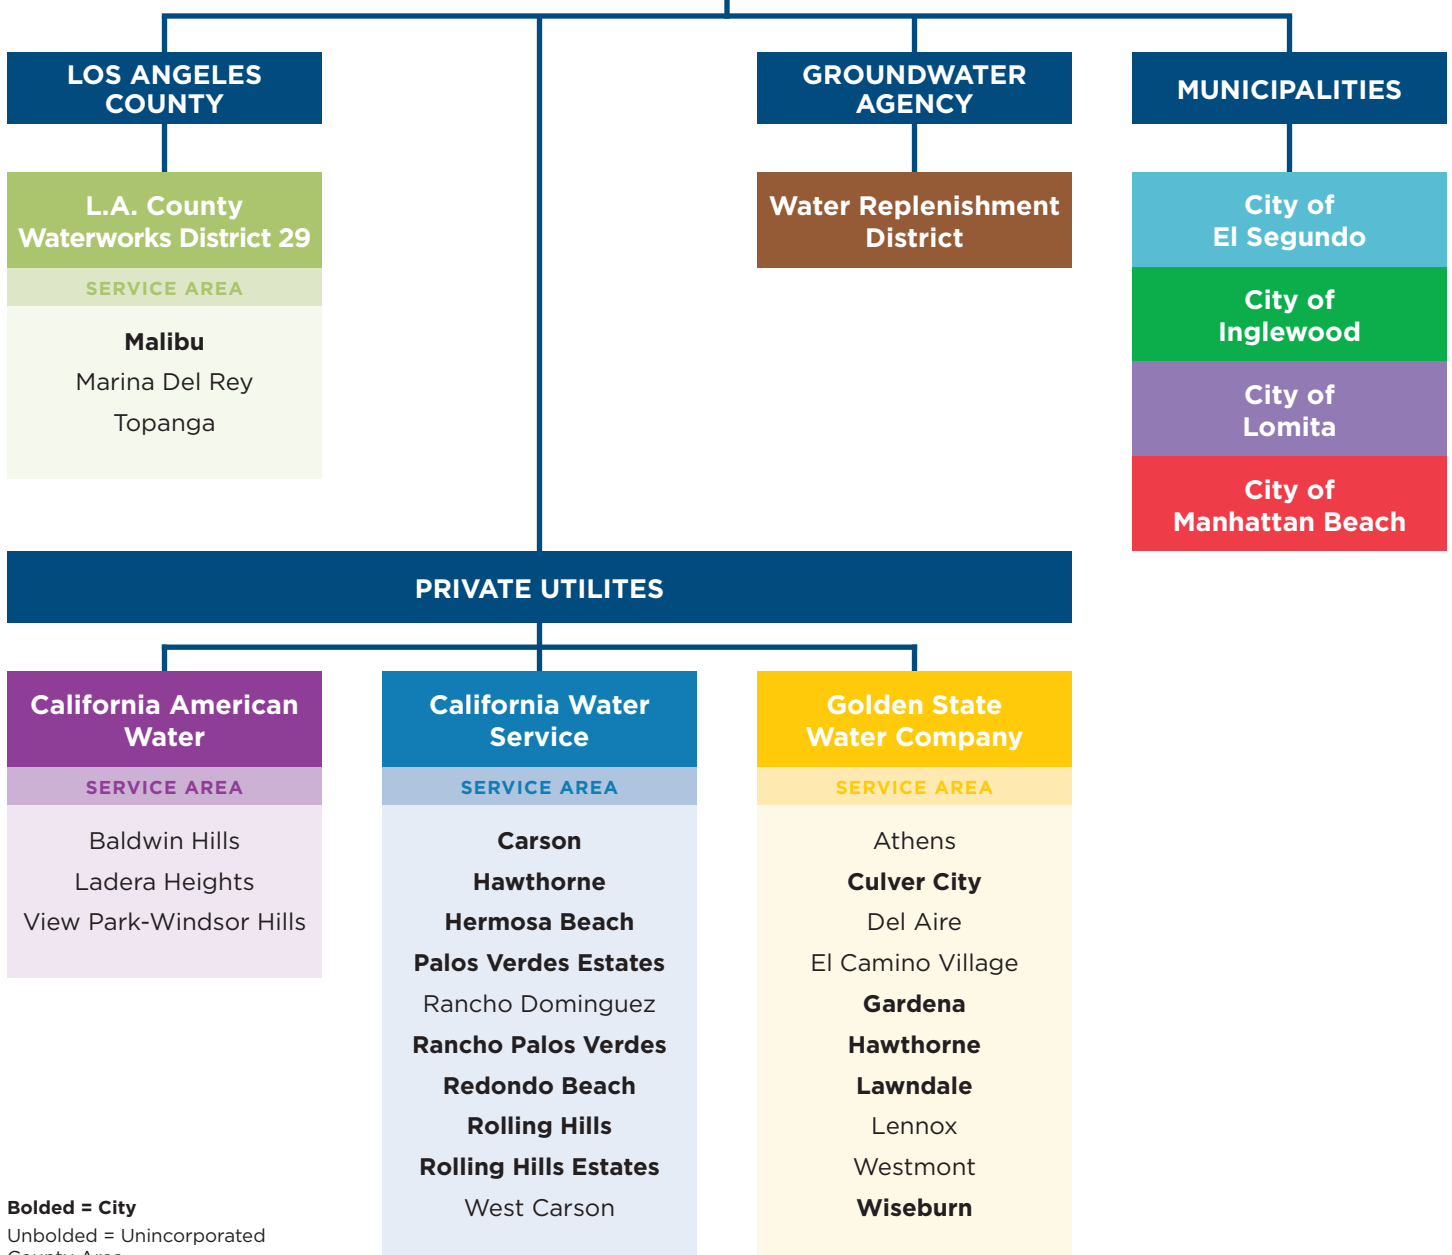 LOS ANGELES
COUNTY
GROUNDWATER
AGENCY
MUNICIPALITIES
L.A. County
Waterworks District 29
SERVICE AREA
Malibu
Marina Del Rey
Topanga
Water Replenishment
District
City of
El Segundo
City of
Inglewood
City of
Lomita
City of
Manhattan Beach
PRIVATE UTILITES
California American
Water
SERVICE AREA
Baldwin Hills
Ladera Heights
View Park-Windsor Hills
California Water
Service
SERVICE AREA
Carson
Hawthorne
Hermosa Beach
Palos Verdes Estates
Rancho Dominguez
Rancho Palos Verdes
Redondo Beach
Rolling Hills
Rolling Hills Estates
West Carson
Golden State
Water Company
SERVICE AREA
Athens
Culver City
Del Aire
El Camino Village
Gardena
Hawthorne
Lawndale
Lennox
Westmont
Wiseburn
Bolded = City
Unbolded = Unincorporated
County Area